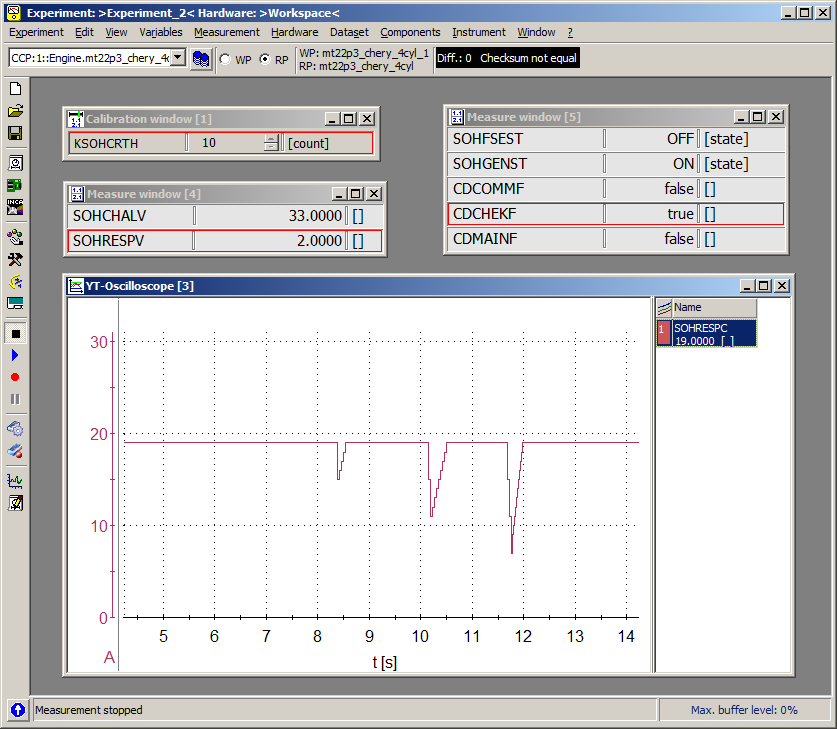 Experiment: >Experiment_2< Hardware: >Workspace<
Experiment Edit View Variables Measurement Hardware Dataset Components Instrument Window ?
CCP:1::Engine.mt22p3_chery_4c WP RP WP: mt22p3_chery_4cyl_1 Diff.: 0 Checksum not equal
RP: mt22p3_chery_4cyl
Calibration window [1]
KSOHCRTH 10 [count]
Measure window [4]
SOHCHALV 33.0000 []
SOHRESPV 2.0000 []
Measure window [5]
SOHFSEST OFF [state]
SOHGENST ON [state]
CDCOMMF false []
CDCHEKF true []
CDMAINF false []
YT-Oscilloscope [3]
Name
1 SOHRESPC
19.0000 [ ]
30
20
10
0
5 6 7 8 9 10 11 12 13 14
A
t [s]
INCA
Measurement stopped Max. buffer level: 0%